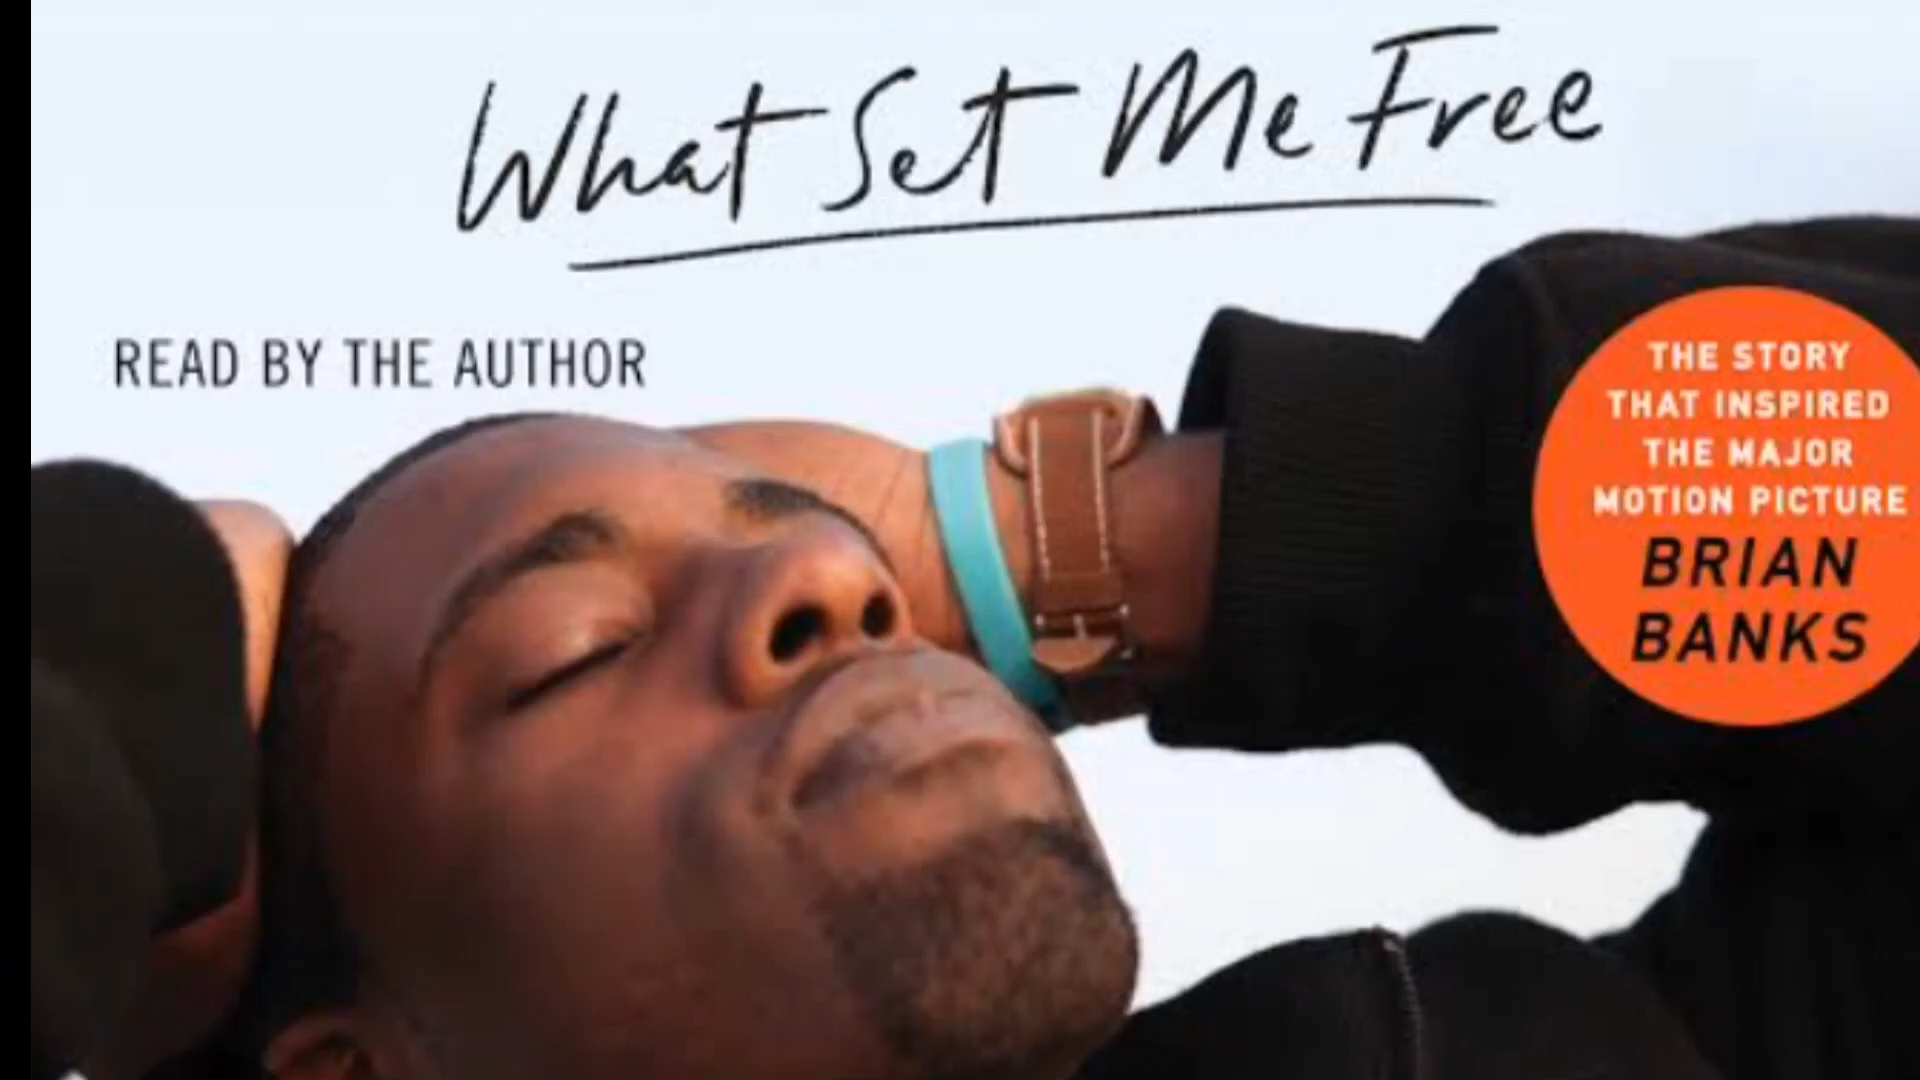 What Set Me Free
READ BY THE AUTHOR
THE STORY
THAT INSPIRED
THE MAJOR
MOTION PICTURE
BRIAN
BANKS